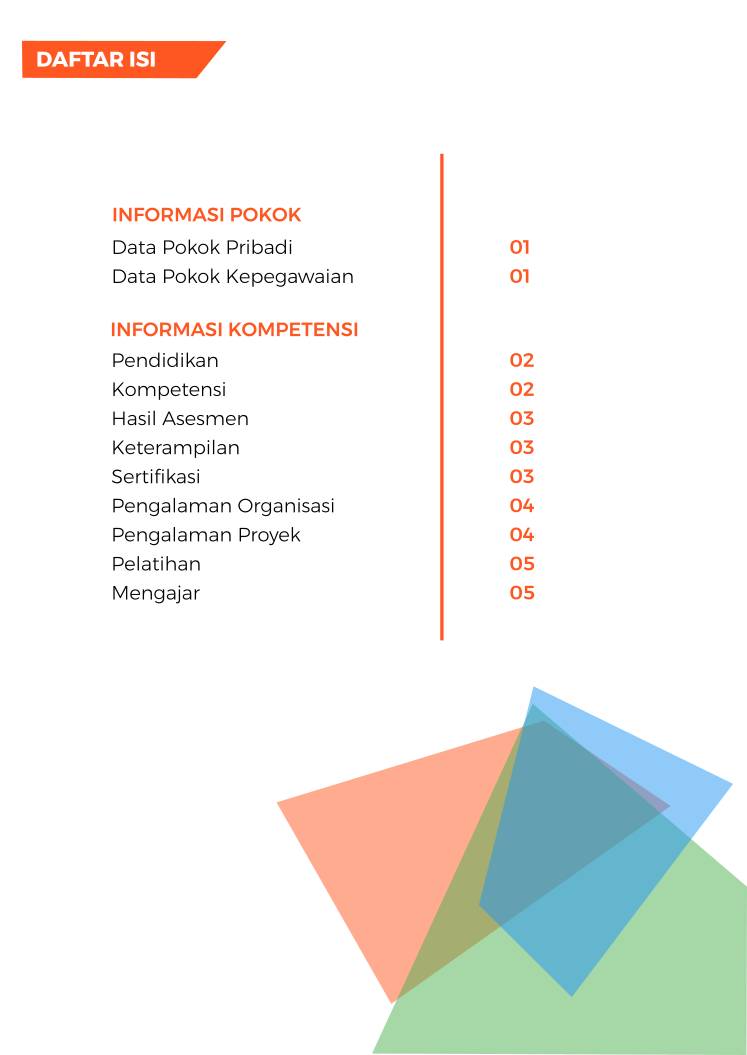 DAFTAR ISI
INFORMASI POKOK
Data Pokok Pribadi 01
Data Pokok Kepegawaian 01
INFORMASI KOMPETENSI
Pendidikan 02
Kompetensi 02
Hasil Asesmen 03
Keterampilan 03
Sertifikasi 03
Pengalaman Organisasi 04
Pengalaman Proyek 04
Pelatihan 05
Mengajar 05